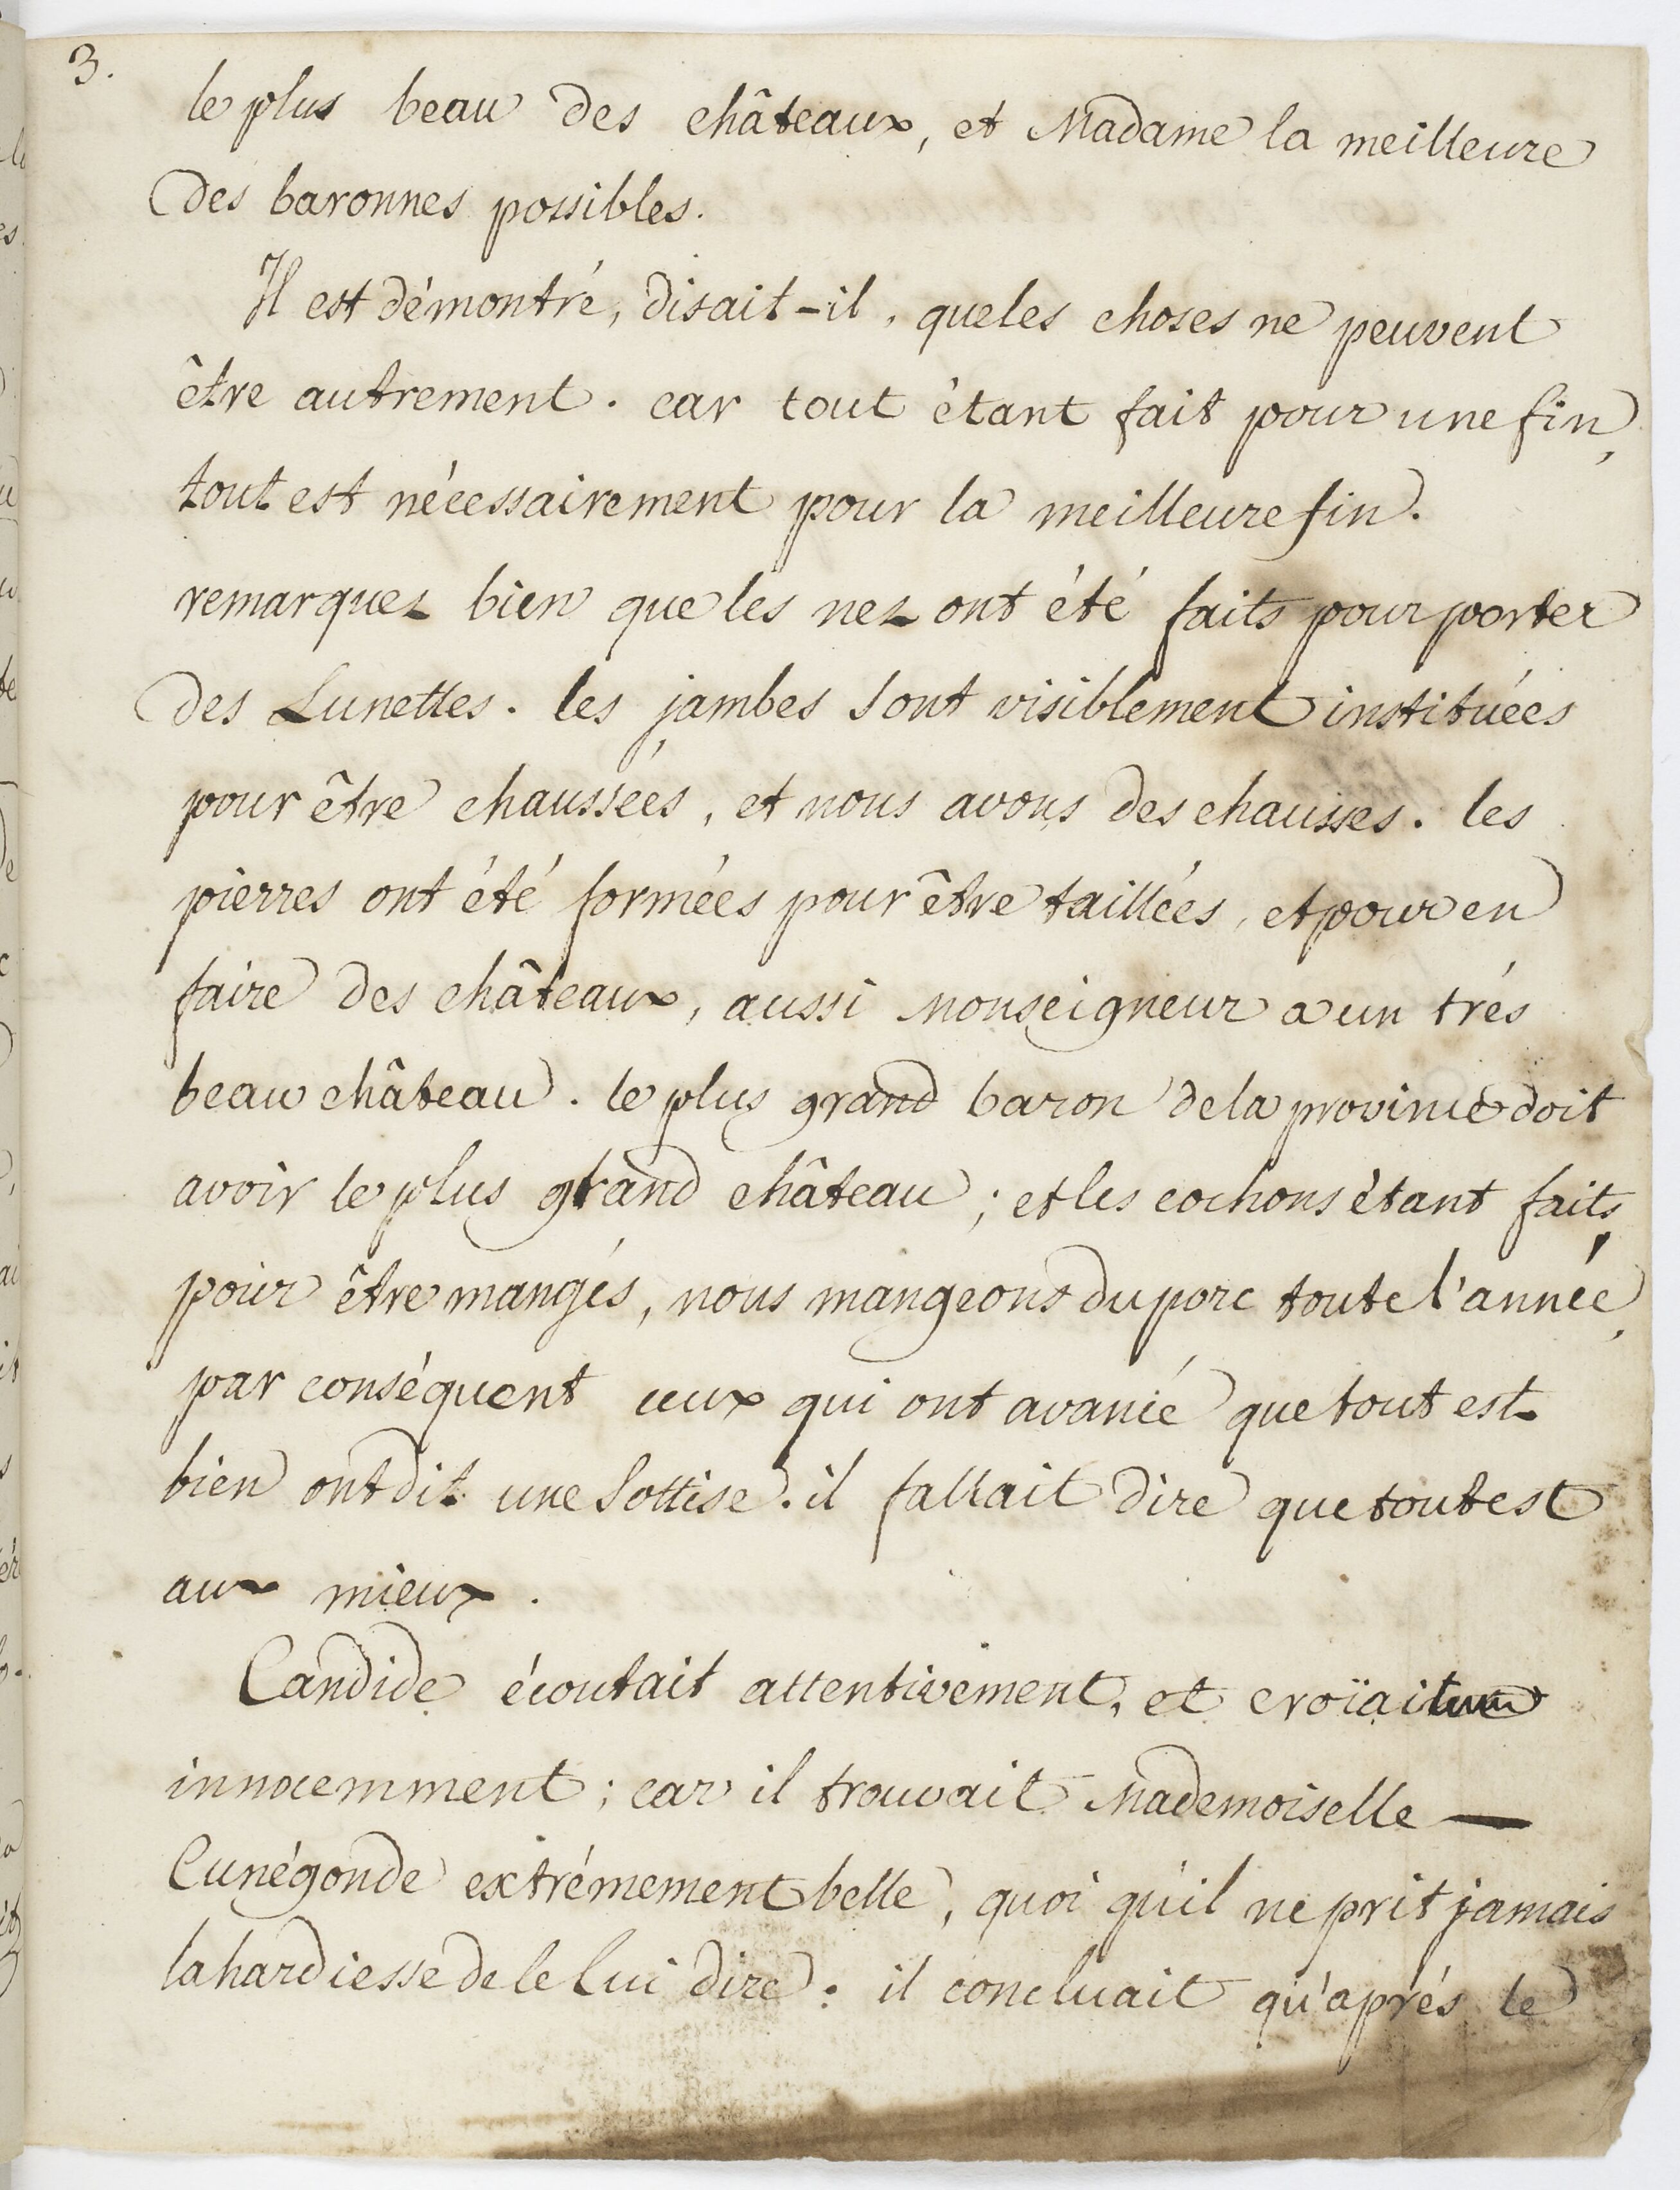 3.
le plus beau des châteaux, et Madame la meilleure
des baronnes possibles.
Il est démontré, disait-il, que les choses ne peuvent
être autrement. car tout étant fait pour une fin,
tout est nécessairement pour la meilleure fin.
remarquez bien que les nez ont été faits pour porter
des Lunettes. les jambes sont visiblement instituées
pour être chaussées, et nous avons des chausses. les
pierres ont été formées pour être taillées, et pour en
faire des châteaux, aussi Monseigneur a un trés
beau château. le plus grand baron de la province doit
avoir le plus grand château; et les cochons étant faits
pour être mangés, nous mangeons du porc toute l'année,
par conséquent ceux qui ont avancé que tout est
bien ont dit une sottise. il fallait dire que tout est
aux mieux.
Candide écoutait attentivement, et croïait
innocemment; car il trouvait Mademoiselle —
Cunégonde extrémement belle, quoi qu'il ne prit jamais
la hardiesse de le lui dire: il concluait qu'aprés le